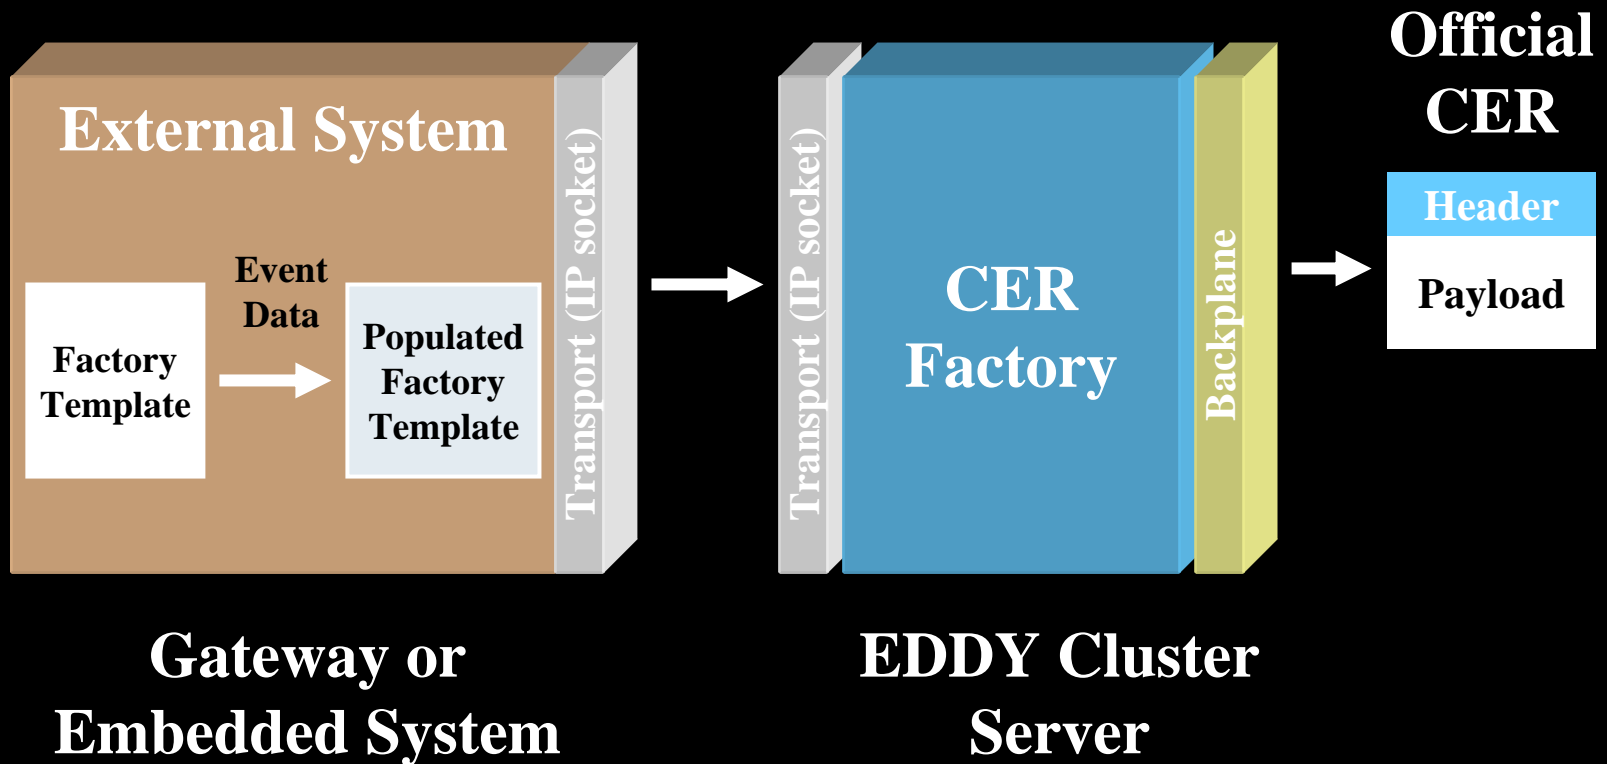 External System
Factory
Template
Event
Data
Populated
Factory
Template
Transport (IP socket)
Gateway or
Embedded System
Transport (IP socket)
CER
Factory
Backplane
EDDY Cluster
Server
Official
CER
Header
Payload